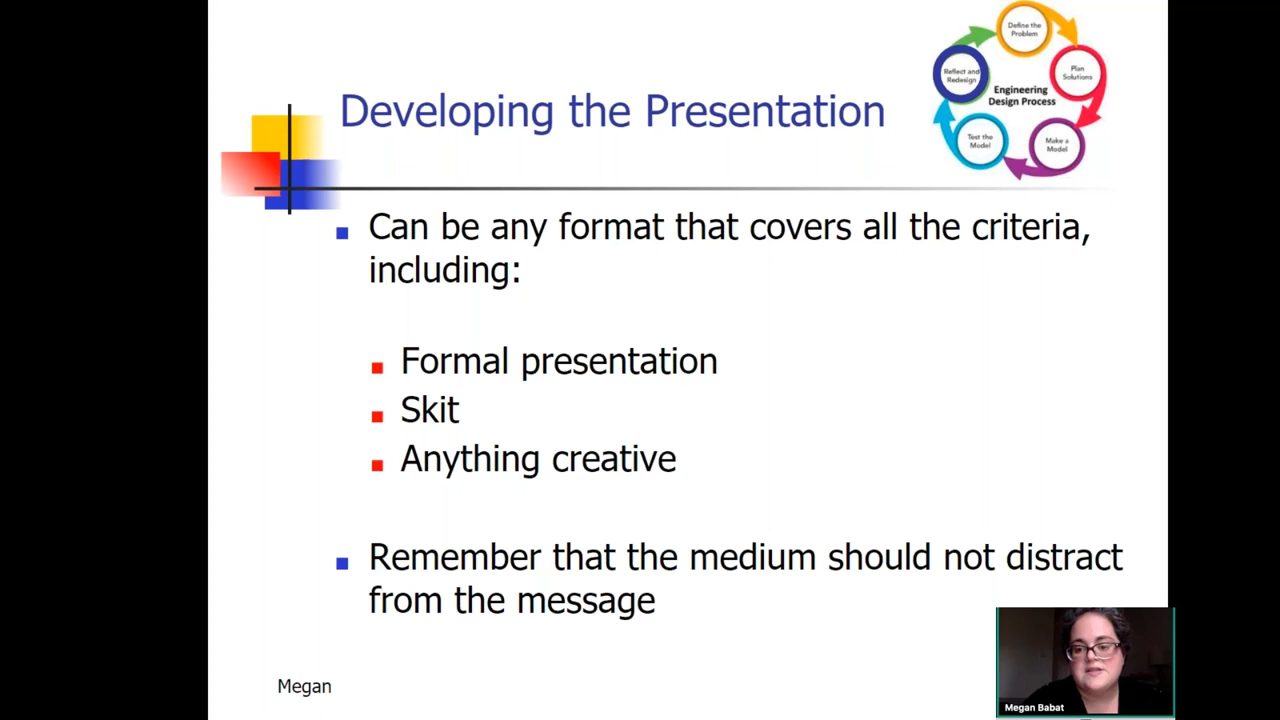 Developing the Presentation
Define the
Problem
Plan
Solutions
Make a
Model
Test the
Model
Reflect and
Redesign
Engineering
Design Process
Can be any format that covers all the criteria,
including:
Formal presentation
Skit
Anything creative
Remember that the medium should not distract
from the message
Megan
Megan Babat